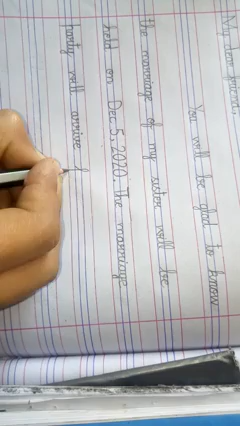 My dear friend,
You will be glad to know
the marriage of my sister will be
held on Dec 5, 2020. The marriage
party will arrive